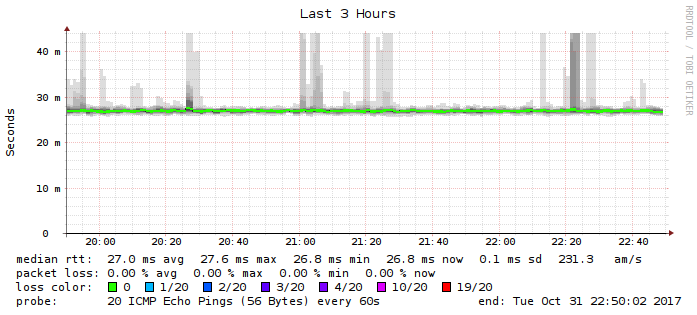 Last 3 Hours
RRDTOOL / TOBI OETIKER
Seconds
40 m
30 m
20 m
10 m
0
20:00 20:20 20:40 21:00 21:20 21:40 22:00 22:20 22:40
median rtt: 27.0 ms avg 27.6 ms max 26.8 ms min 26.8 ms now 0.1 ms sd 231.3 am/s
packet loss: 0.00 % avg 0.00 % max 0.00 % min 0.00 % now
loss color: 0 1/20 2/20 3/20 4/20 10/20 19/20
probe: 20 ICMP Echo Pings (56 Bytes) every 60s end: Tue Oct 31 22:50:02 2017